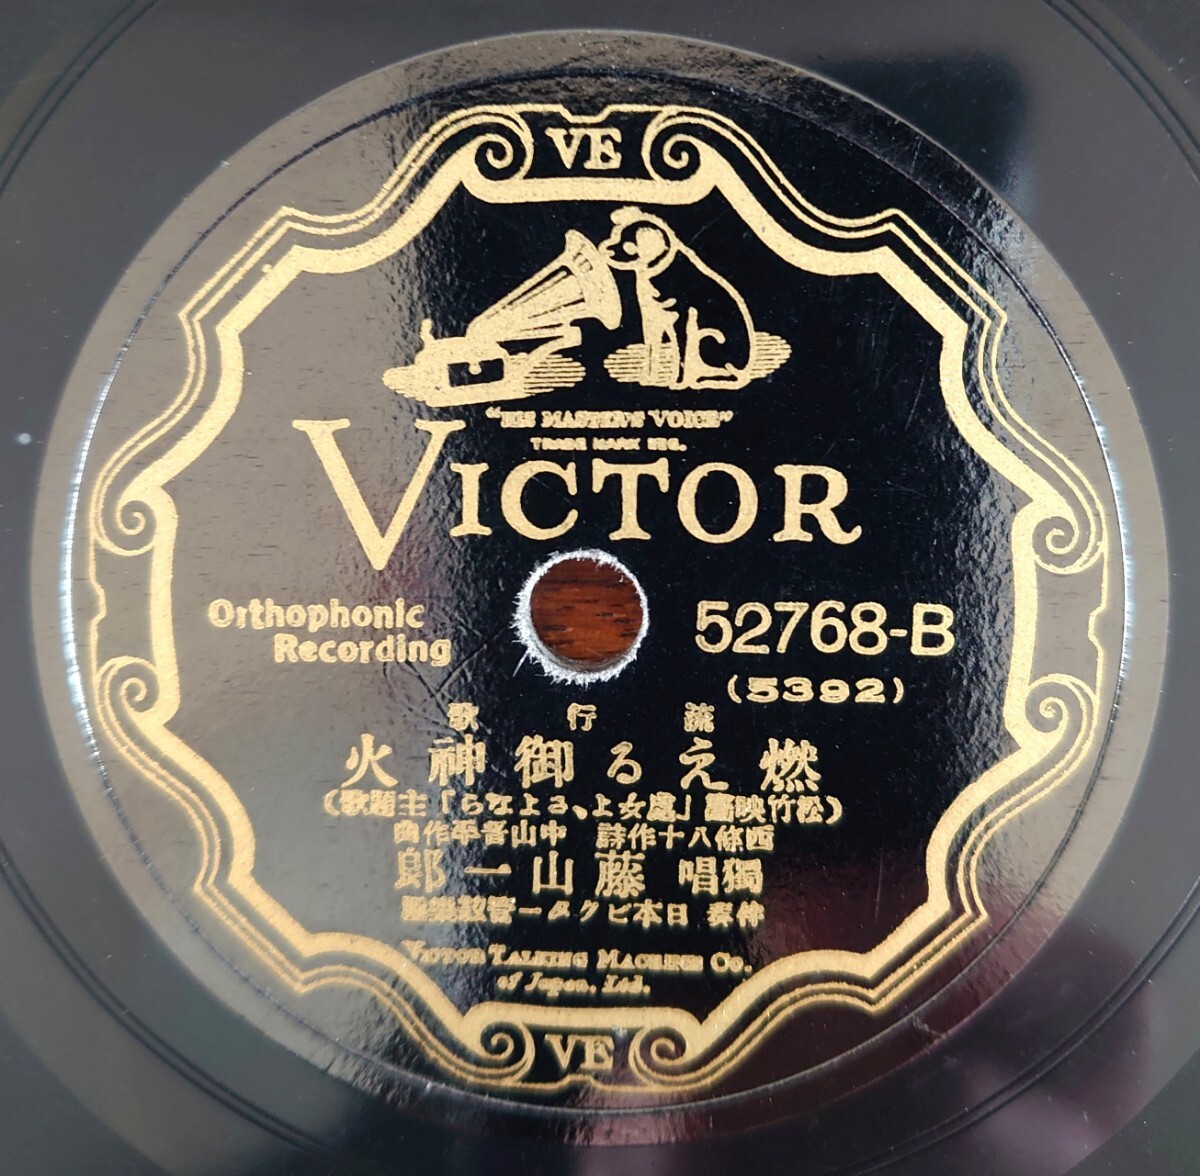 VE
"HIS MASTER'S VOICE"
TRADE MARK REG.
VICTOR
Orthophonic
Recording
52768-B
(5392)
流行歌
燃える御神火
(松竹映畵「處女よ、さよなら」主題歌)
西條八十作詩 中山晋平作曲
獨唱 藤山一郎
伴奏 日本ビクター管絃樂團
VICTOR TALKING MACHINE CO.
of Japan, Ltd.
VE